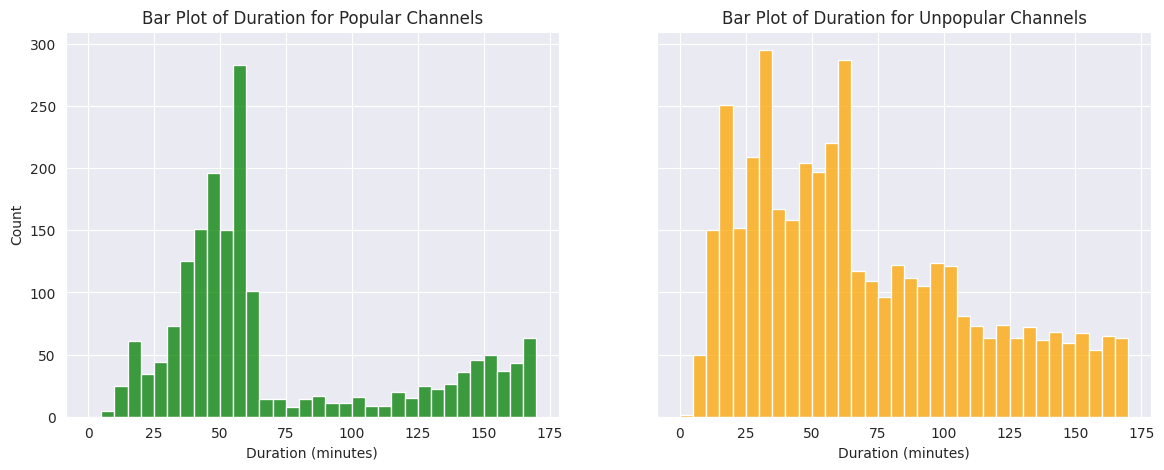 Bar Plot of Duration for Popular Channels
Bar Plot of Duration for Unpopular Channels
300
250
200
150
100
50
0
Count
0 25 50 75 100 125 150 175
0 25 50 75 100 125 150 175
Duration (minutes)
Duration (minutes)